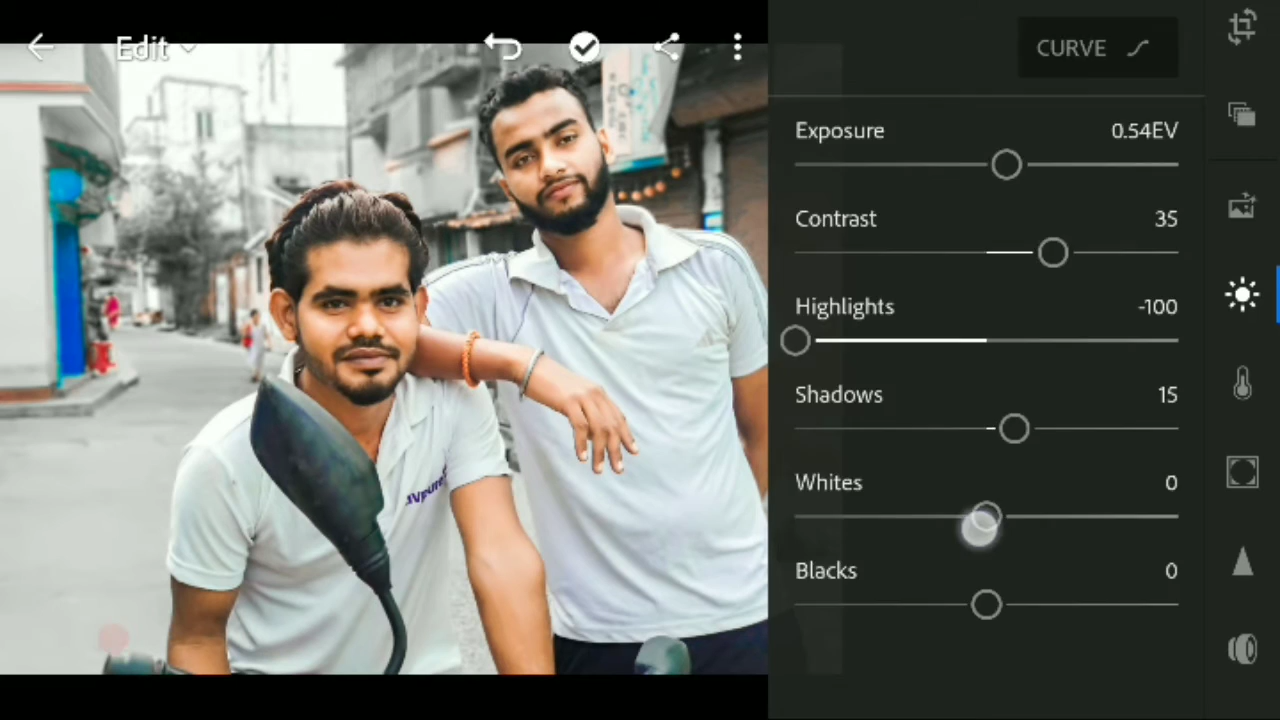 Edit
CURVE
Exposure 0.54EV
Contrast 35
Highlights -100
Shadows 15
Whites 0
Blacks 0